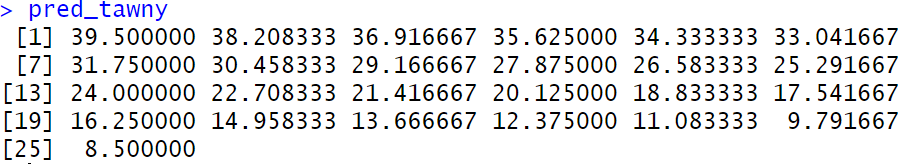 > pred_tawny
[1] 39.500000 38.208333 36.916667 35.625000 34.333333 33.041667
[7] 31.750000 30.458333 29.166667 27.875000 26.583333 25.291667
[13] 24.000000 22.708333 21.416667 20.125000 18.833333 17.541667
[19] 16.250000 14.958333 13.666667 12.375000 11.083333 9.791667
[25] 8.500000